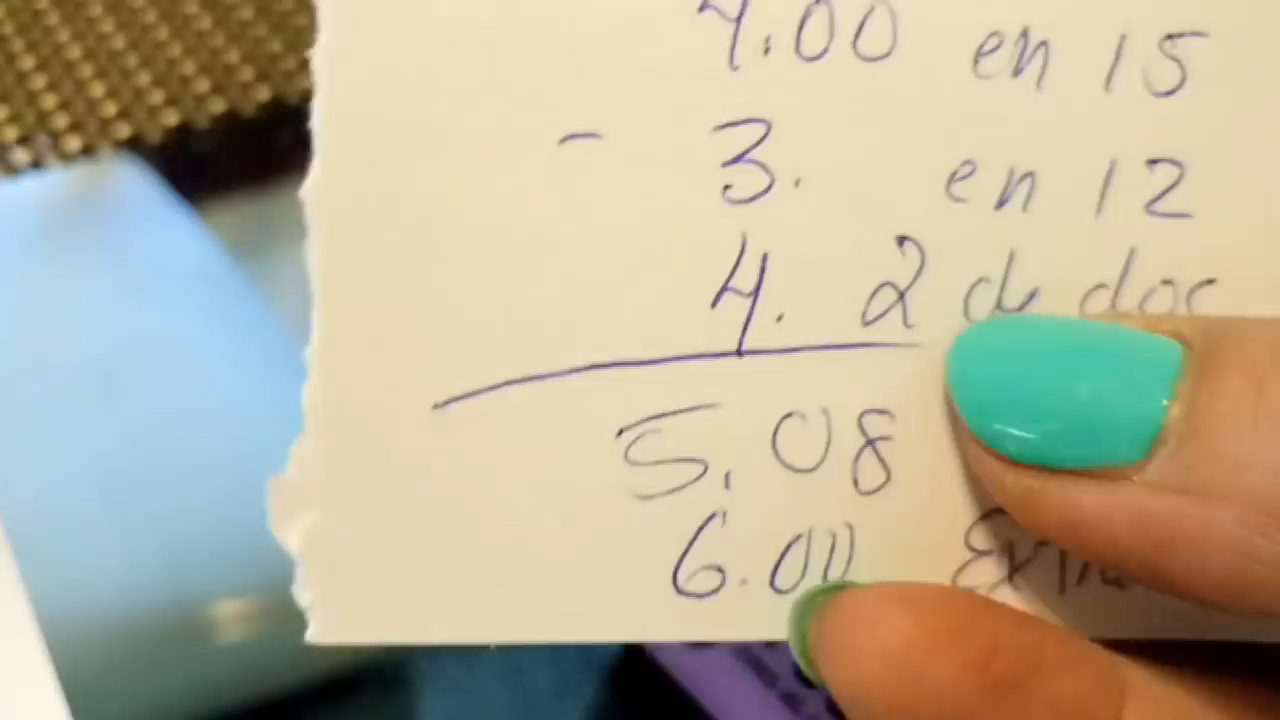 4.00 en 15
- 3. en 12
4. 2 de dos
5.08
6.00